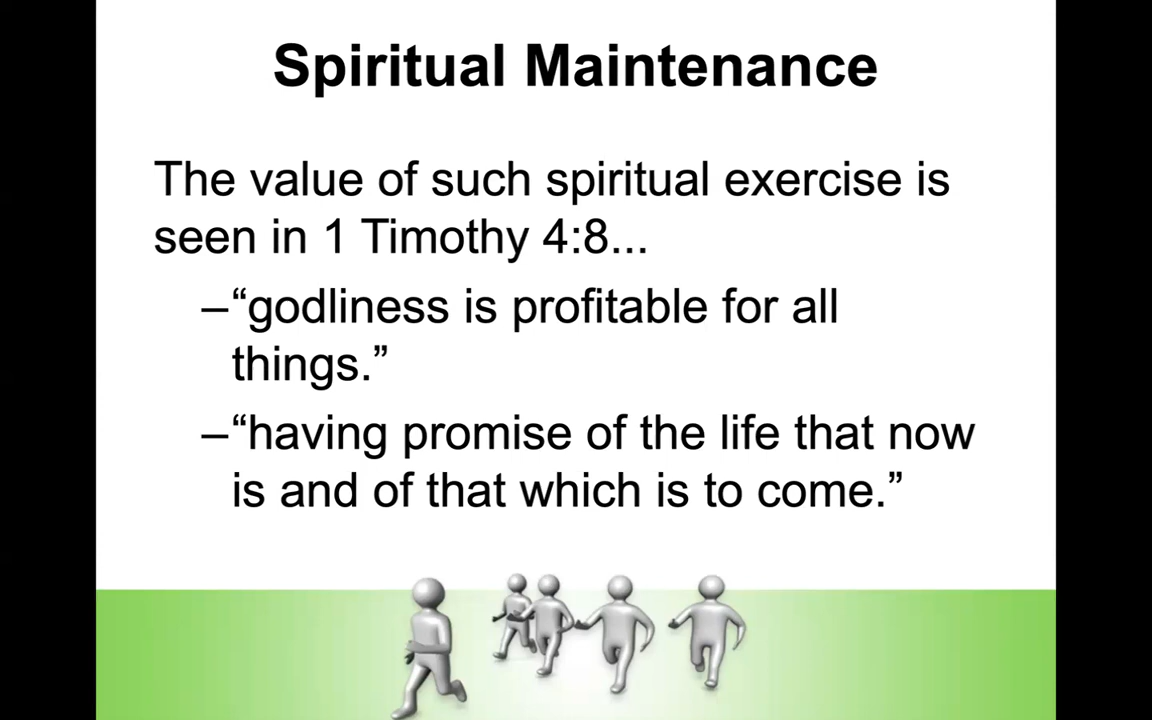 Spiritual Maintenance
The value of such spiritual exercise is
seen in 1 Timothy 4:8...
–“godliness is profitable for all
things.”
–“having promise of the life that now
is and of that which is to come.”